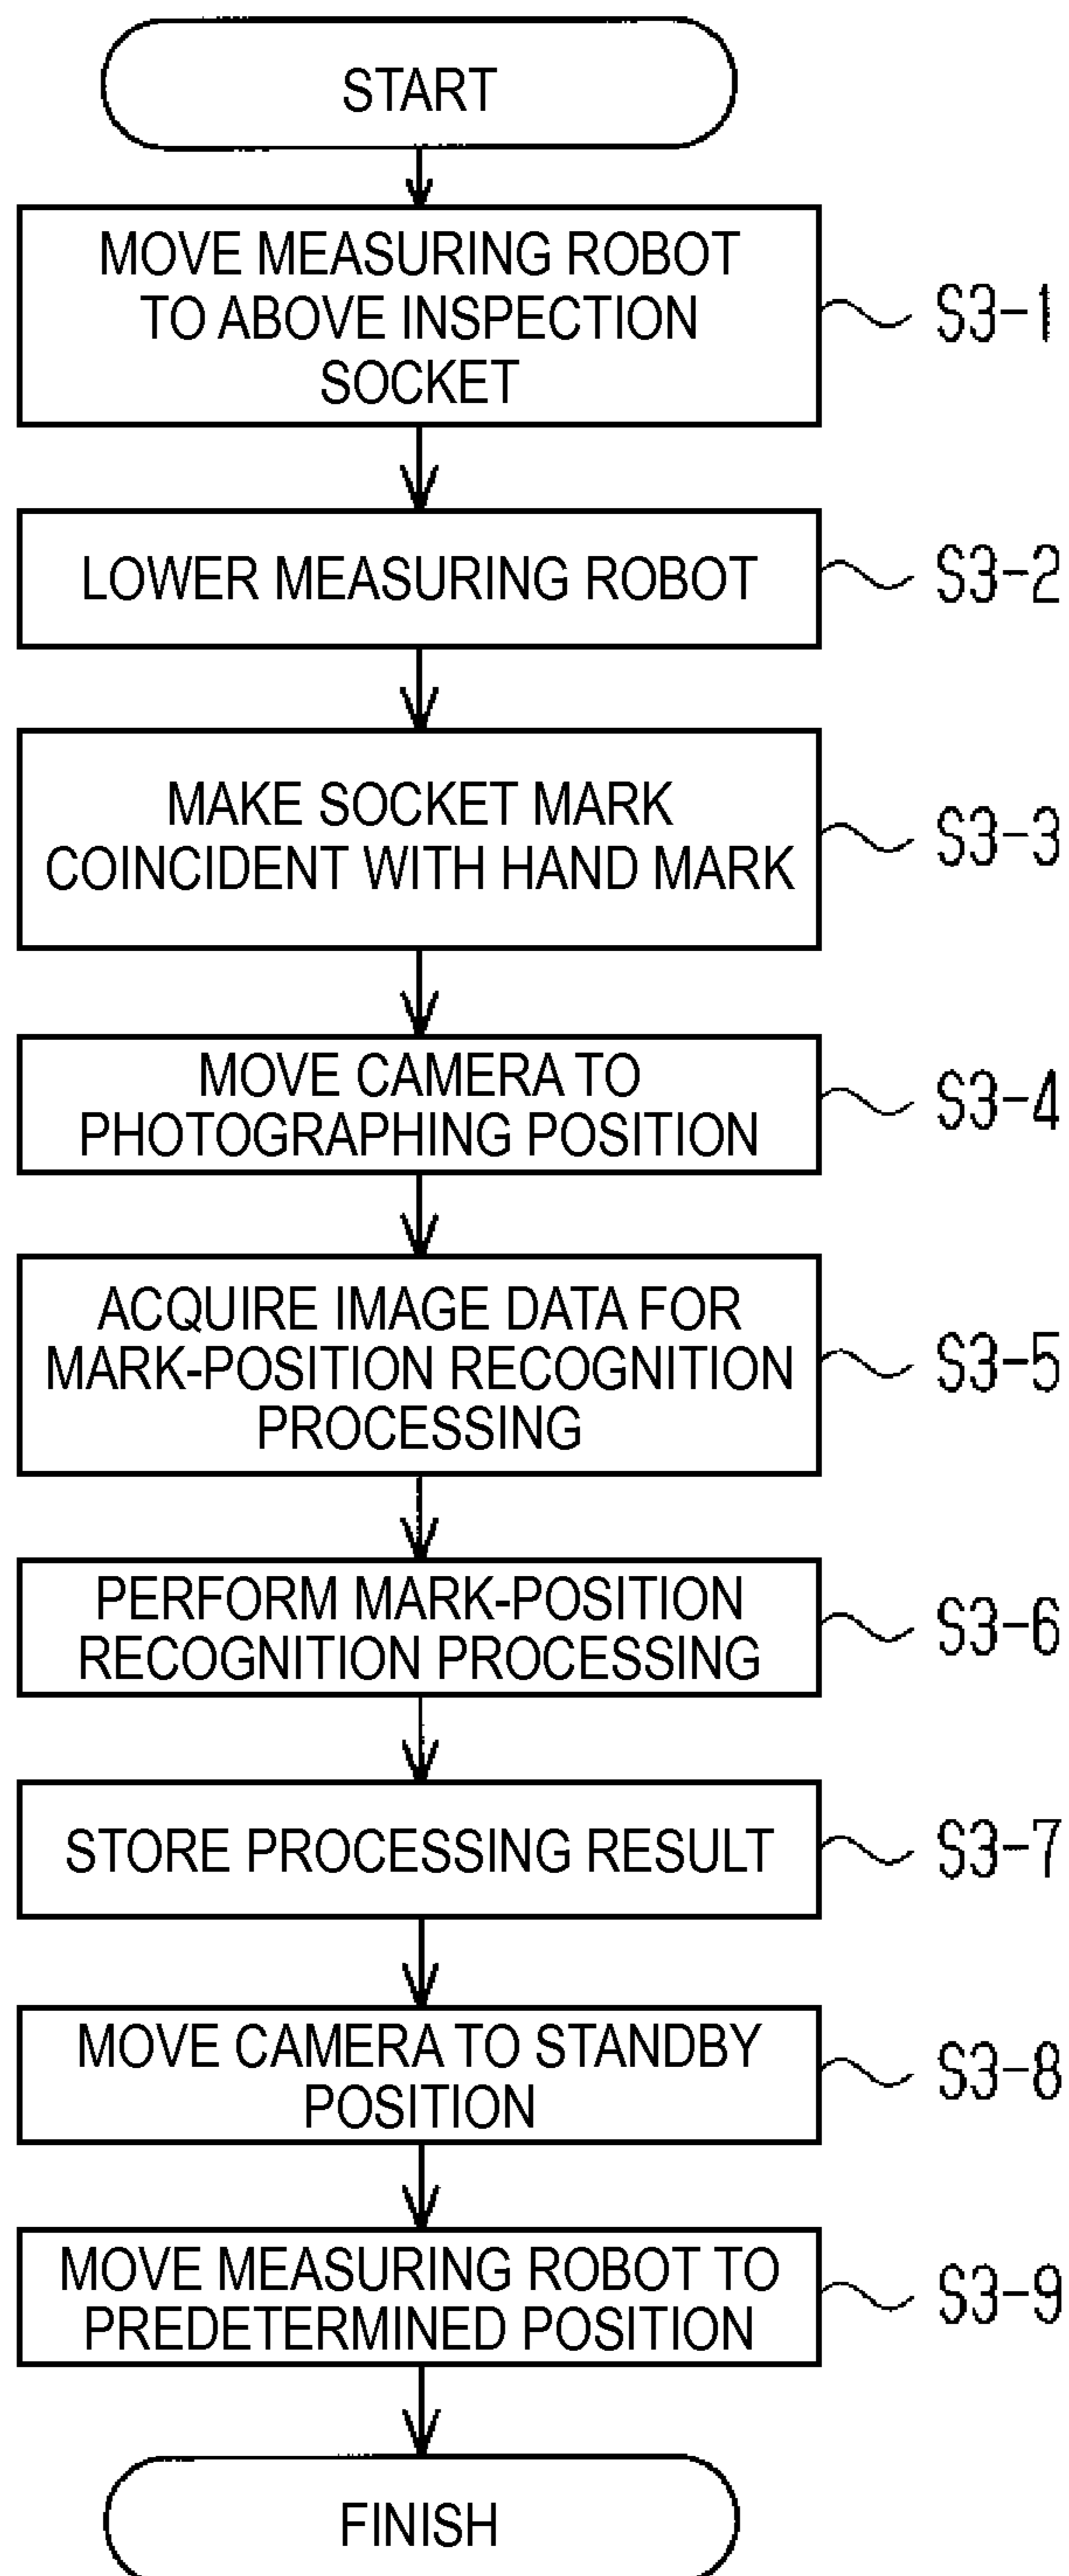 START
MOVE MEASURING ROBOT
TO ABOVE INSPECTION
SOCKET
S3-1
LOWER MEASURING ROBOT
S3-2
MAKE SOCKET MARK
COINCIDENT WITH HAND MARK
S3-3
MOVE CAMERA TO
PHOTOGRAPHING POSITION
S3-4
ACQUIRE IMAGE DATA FOR
MARK-POSITION RECOGNITION
PROCESSING
S3-5
PERFORM MARK-POSITION
RECOGNITION PROCESSING
S3-6
STORE PROCESSING RESULT
S3-7
MOVE CAMERA TO STANDBY
POSITION
S3-8
MOVE MEASURING ROBOT TO
PREDETERMINED POSITION
S3-9
FINISH